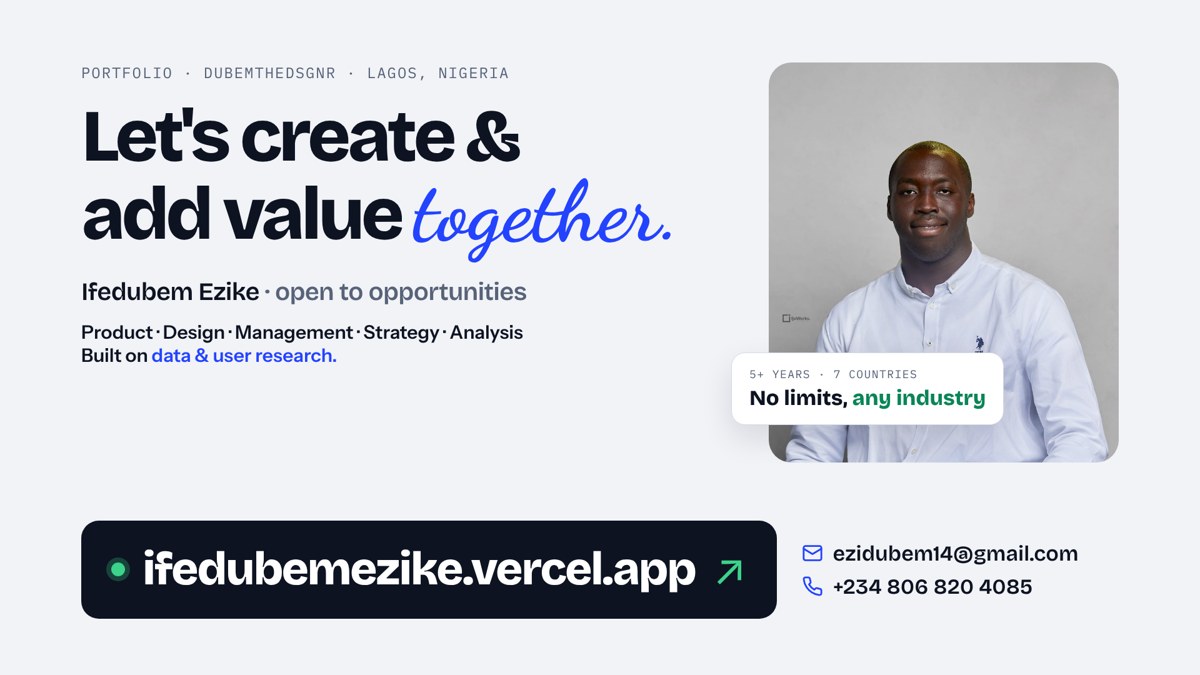 PORTFOLIO · DUBEMTHEDSGNR · LAGOS, NIGERIA
Let's create &
add value together.
Ifedubem Ezike · open to opportunities
Product · Design · Management · Strategy · Analysis
Built on data & user research.
5+ YEARS · 7 COUNTRIES
No limits, any industry
ifedubemezike.vercel.app
ezidubem14@gmail.com
+234 806 820 4085